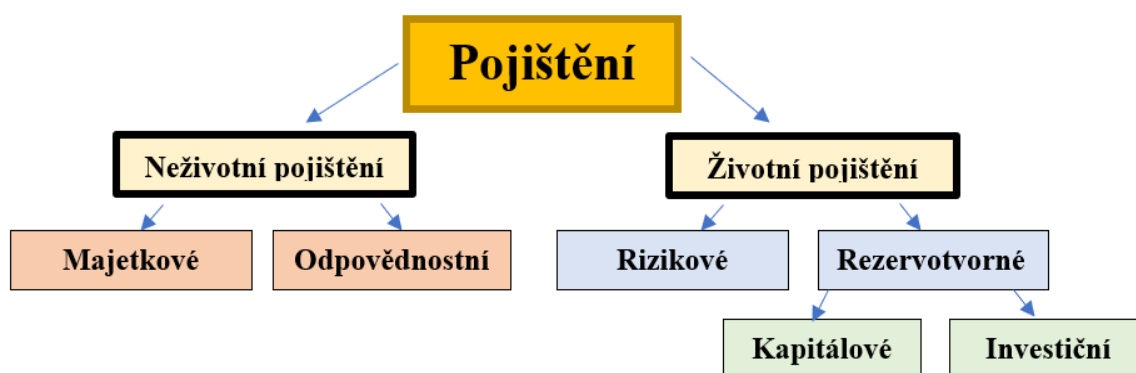 Pojištění
Neživotní pojištění
Životní pojištění
Majetkové
Odpovědnostní
Rizikové
Rezervotvorné
Kapitálové
Investiční